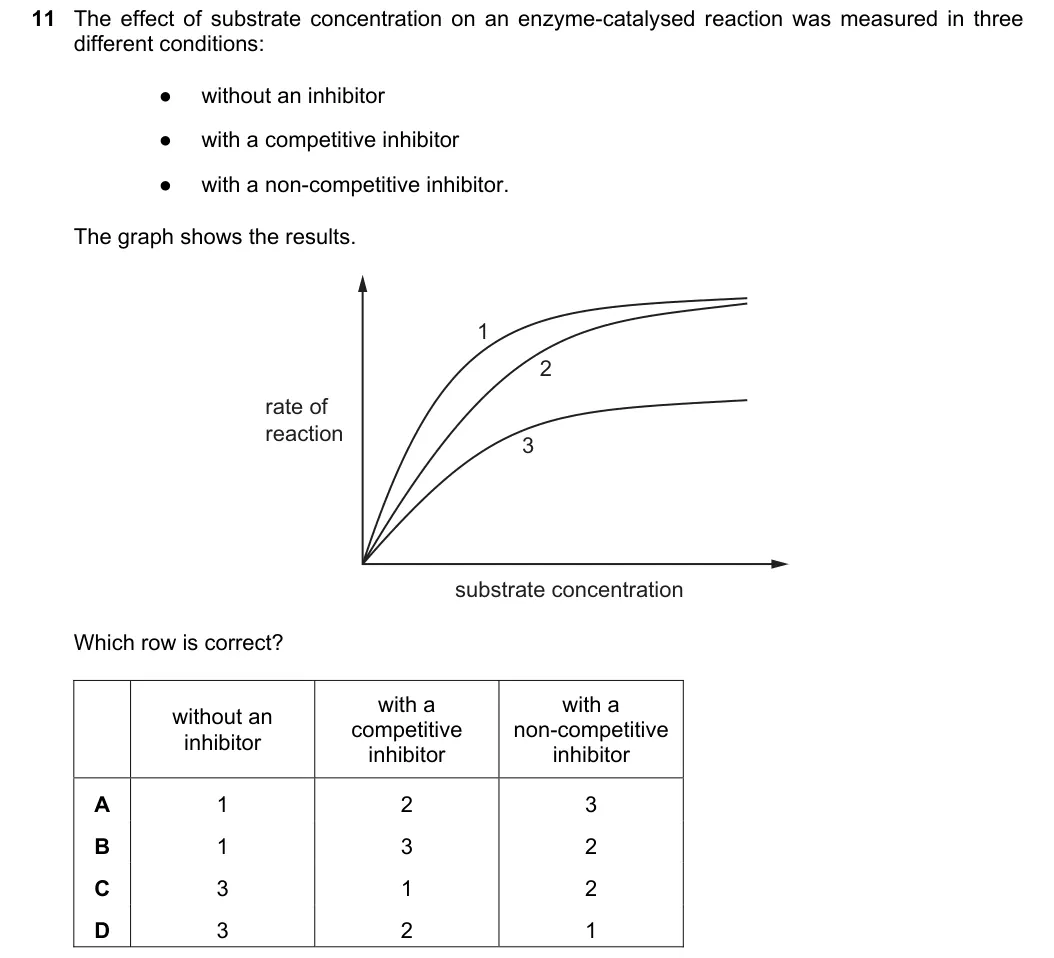 11 The effect of substrate concentration on an enzyme-catalysed reaction was measured in three
different conditions:
● without an inhibitor
● with a competitive inhibitor
● with a non-competitive inhibitor.
The graph shows the results.
1
2
3
rate of
reaction
substrate concentration
Which row is correct?
without an
inhibitor
with a
competitive
inhibitor
with a
non-competitive
inhibitor
A 1 2 3
B 1 3 2
C 3 1 2
D 3 2 1